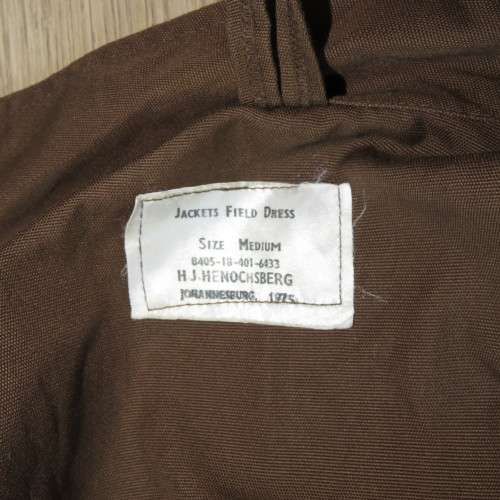 JACKETS FIELD DRESS
SIZE MEDIUM
8405-18-401-6433
H.J.HENOCHSBERG
JOHANNESBURG. 1975